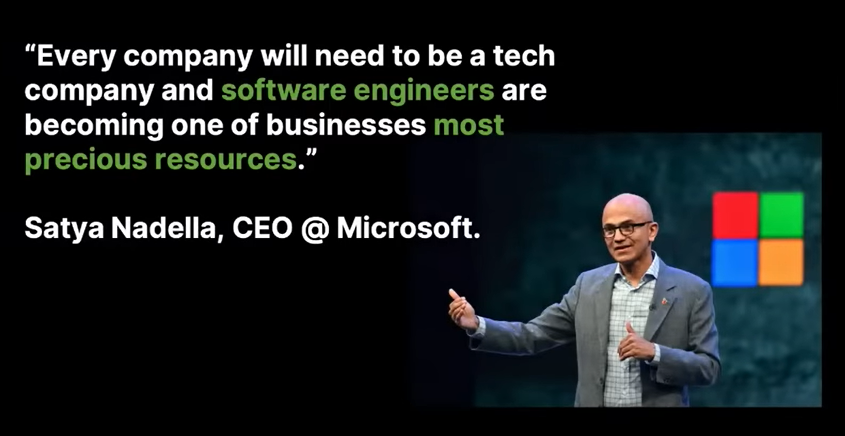 “Every company will need to be a tech
company and software engineers are
becoming one of businesses most
precious resources.”
Satya Nadella, CEO @ Microsoft.